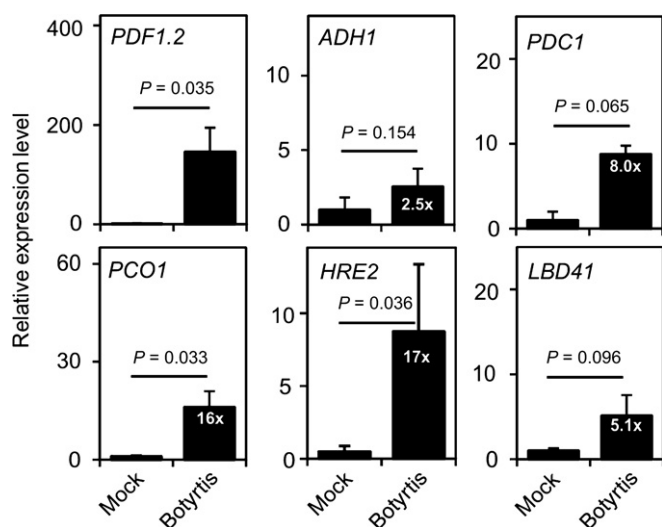 Relative expression level
PDF1.2
400
200
0
P = 0.035
ADH1
10
5
0
P = 0.154
2.5x
PDC1
20
10
0
P = 0.065
8.0x
PCO1
60
30
0
P = 0.033
16x
Mock
Botyrtis
HRE2
10
5
0
P = 0.036
17x
Mock
Botyrtis
LBD41
20
10
0
P = 0.096
5.1x
Mock
Botyrtis